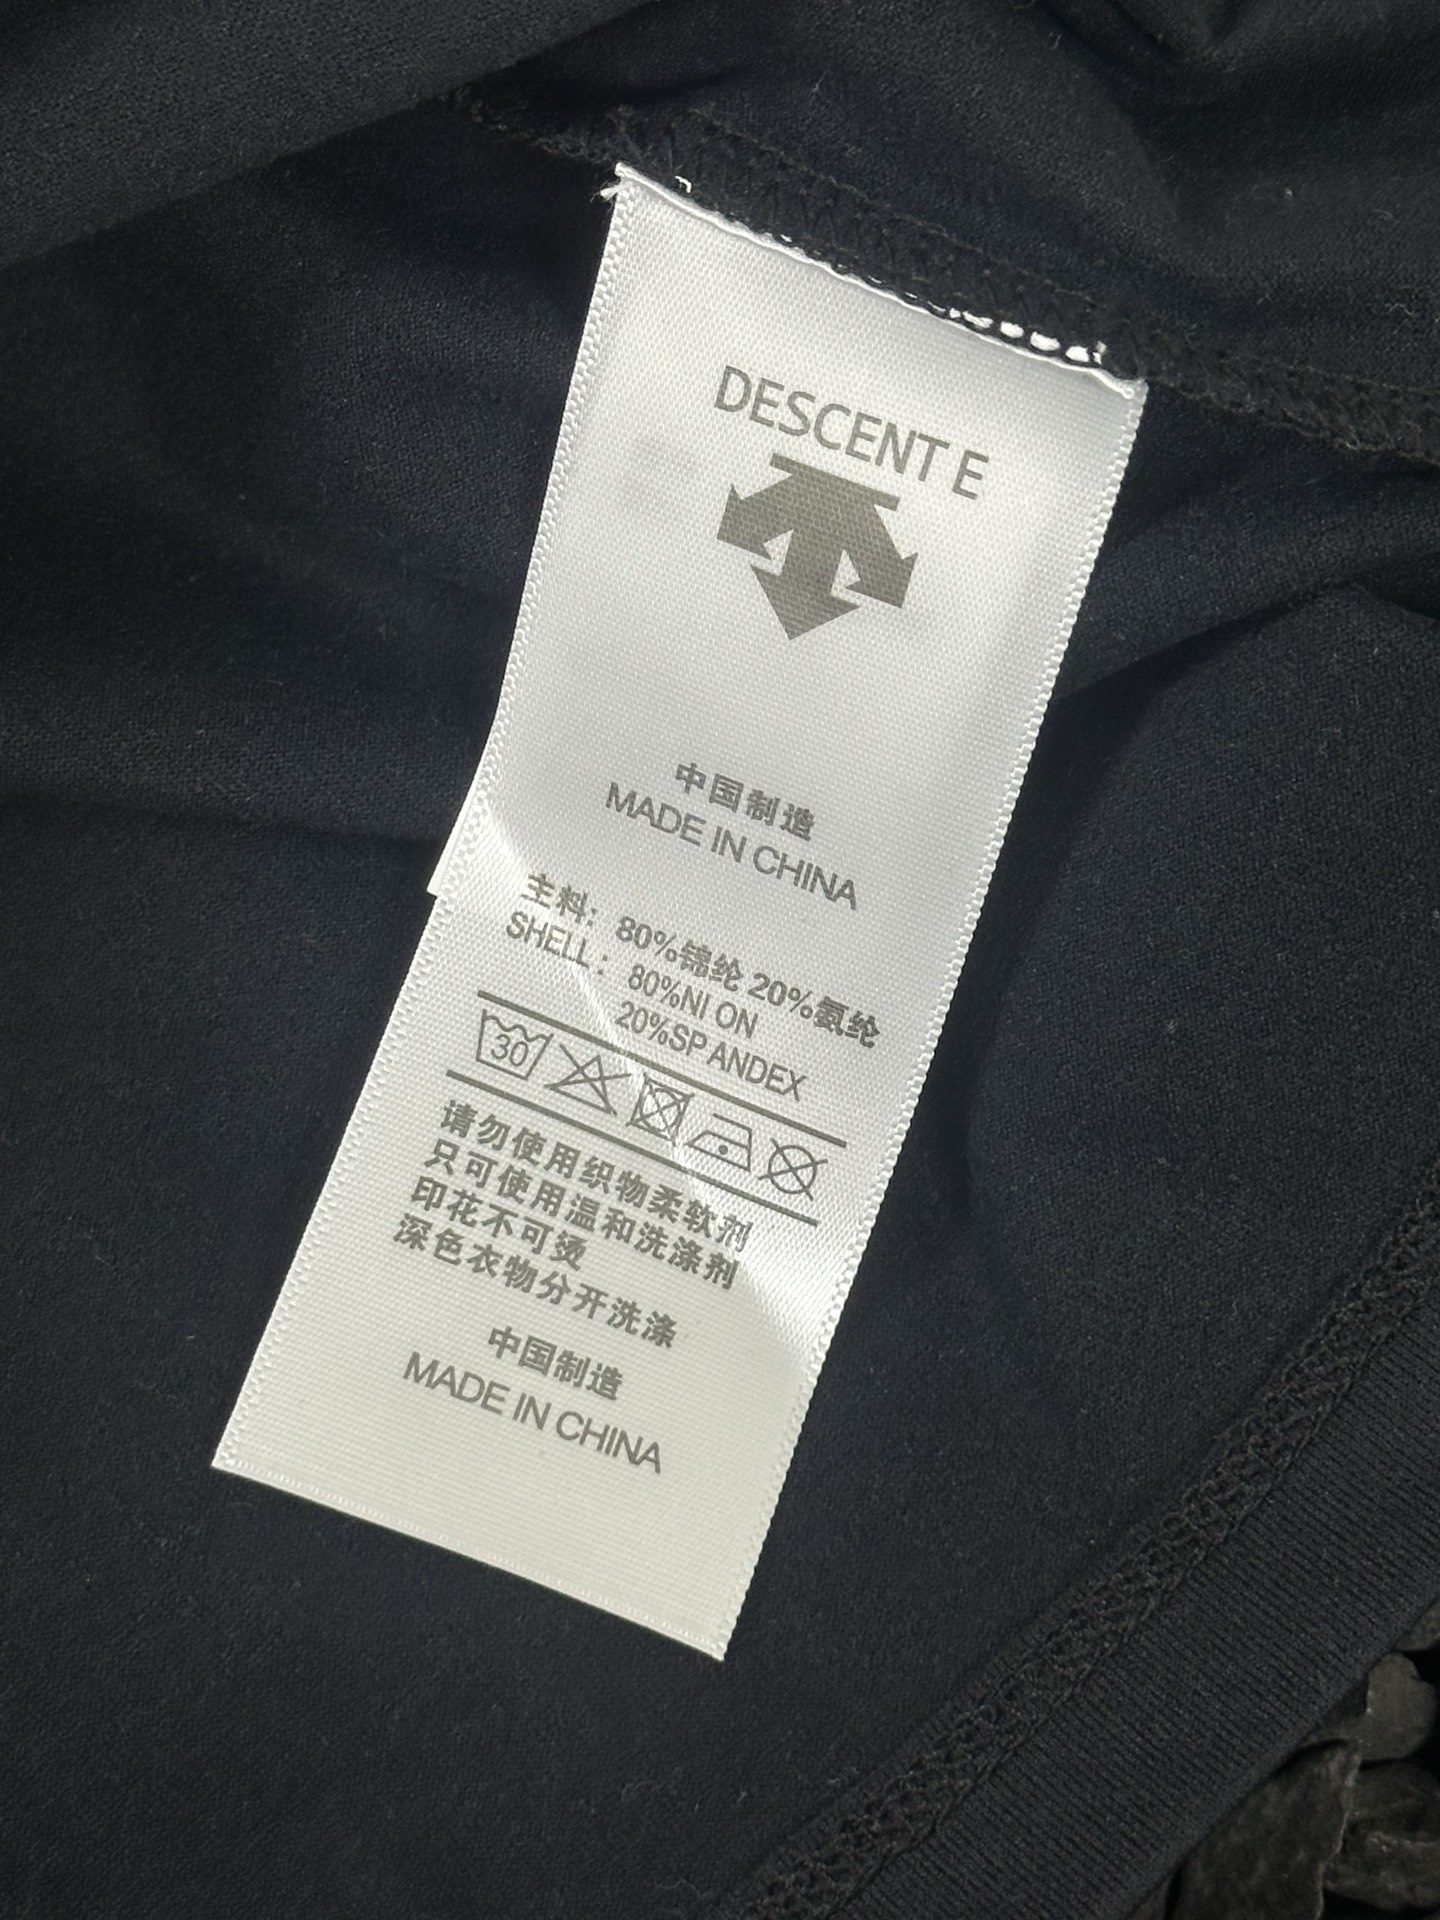 DESCENT E
中国制造
MADE IN CHINA
主料: 80%锦纶 20%氨纶
SHELL: 80%NI ON
20%SP ANDEX
30
请勿使用织物柔软剂
只可使用温和洗涤剂
印花不可烫
深色衣物分开洗涤
中国制造
MADE IN CHINA